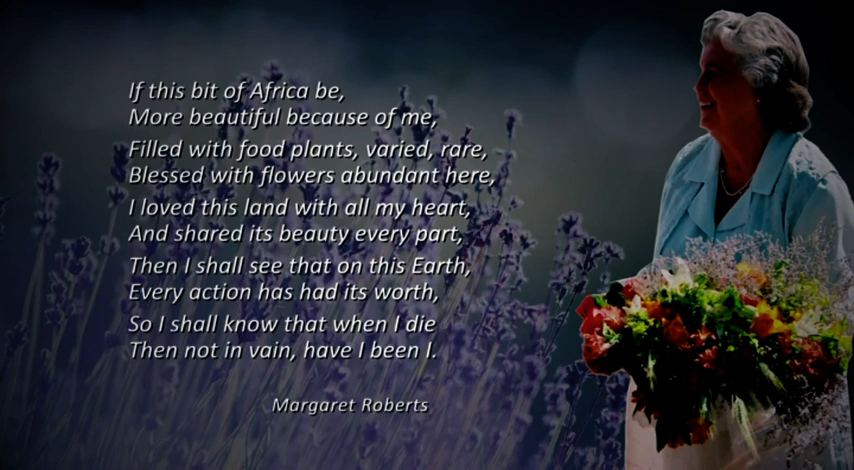 If this bit of Africa be,
More beautiful because of me,
Filled with food plants, varied, rare,
Blessed with flowers abundant here,
I loved this land with all my heart,
And shared its beauty every part,
Then I shall see that on this Earth,
Every action has had its worth,
So I shall know that when I die
Then not in vain, have I been I.
Margaret Roberts